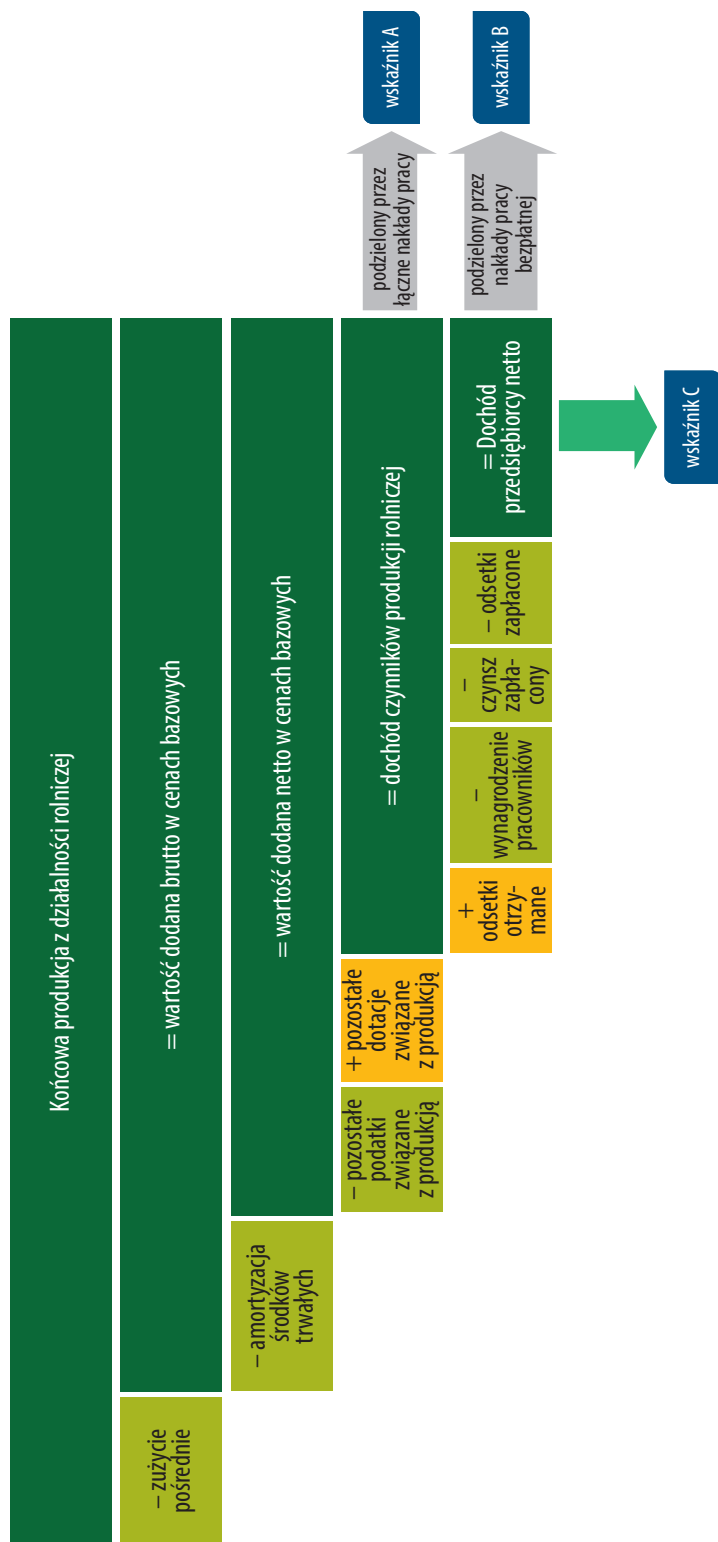 Końcowa produkcja z działalności rolniczej
– zużycie
pośrednie
= wartość dodana brutto w cenach bazowych
– amortyzacja
środków
trwałych
= wartość dodana netto w cenach bazowych
– pozostałe
podatki
związane
z produkcją
+ pozostałe
dotacje
związane
z produkcją
= dochód czynników produkcji rolniczej
podzielony przez
łączne nakłady pracy
wskaźnik A
+
odsetki
otrzy-
mane
–
wynagrodzenie
pracowników
–
czynsz
zapła-
cony
– odsetki
zapłacone
= Dochód
przedsiębiorcy netto
podzielony przez
nakłady pracy
bezpłatnej
wskaźnik B
wskaźnik C